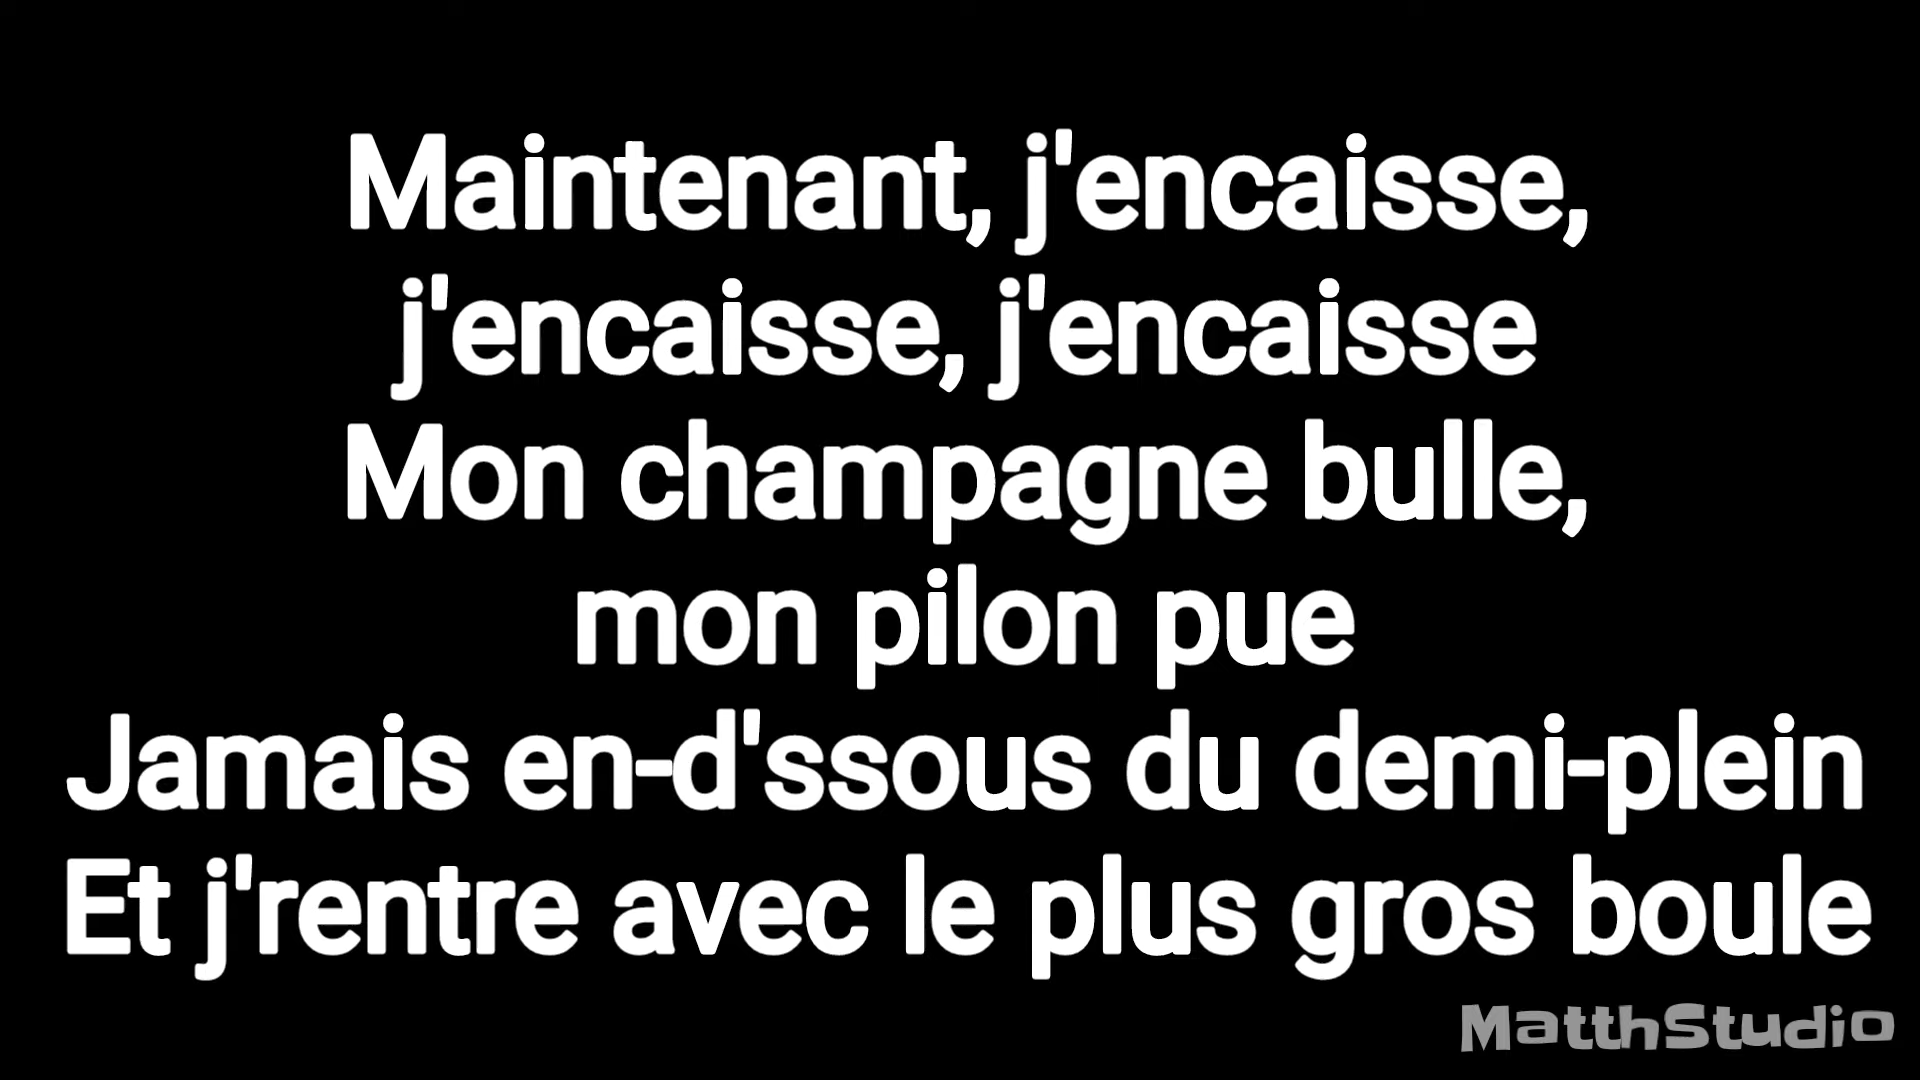 Maintenant, j'encaisse,
j'encaisse, j'encaisse
Mon champagne bulle,
mon pilon pue
Jamais en-d'ssous du demi-plein
Et j'rentre avec le plus gros boule
MatthStudio